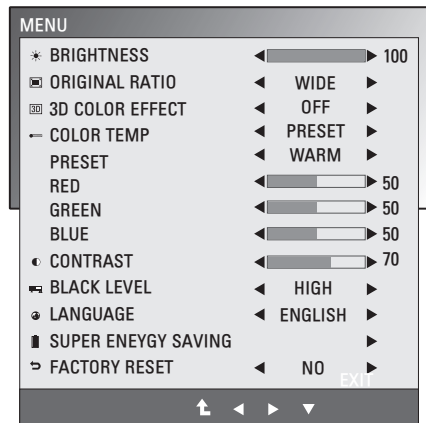 MENU
BRIGHTNESS 100
ORIGINAL RATIO WIDE
3D 3D COLOR EFFECT OFF
COLOR TEMP PRESET
PRESET WARM
RED 50
GREEN 50
BLUE 50
CONTRAST 70
BLACK LEVEL HIGH
LANGUAGE ENGLISH
SUPER ENEYGY SAVING
FACTORY RESET NO
EXIT